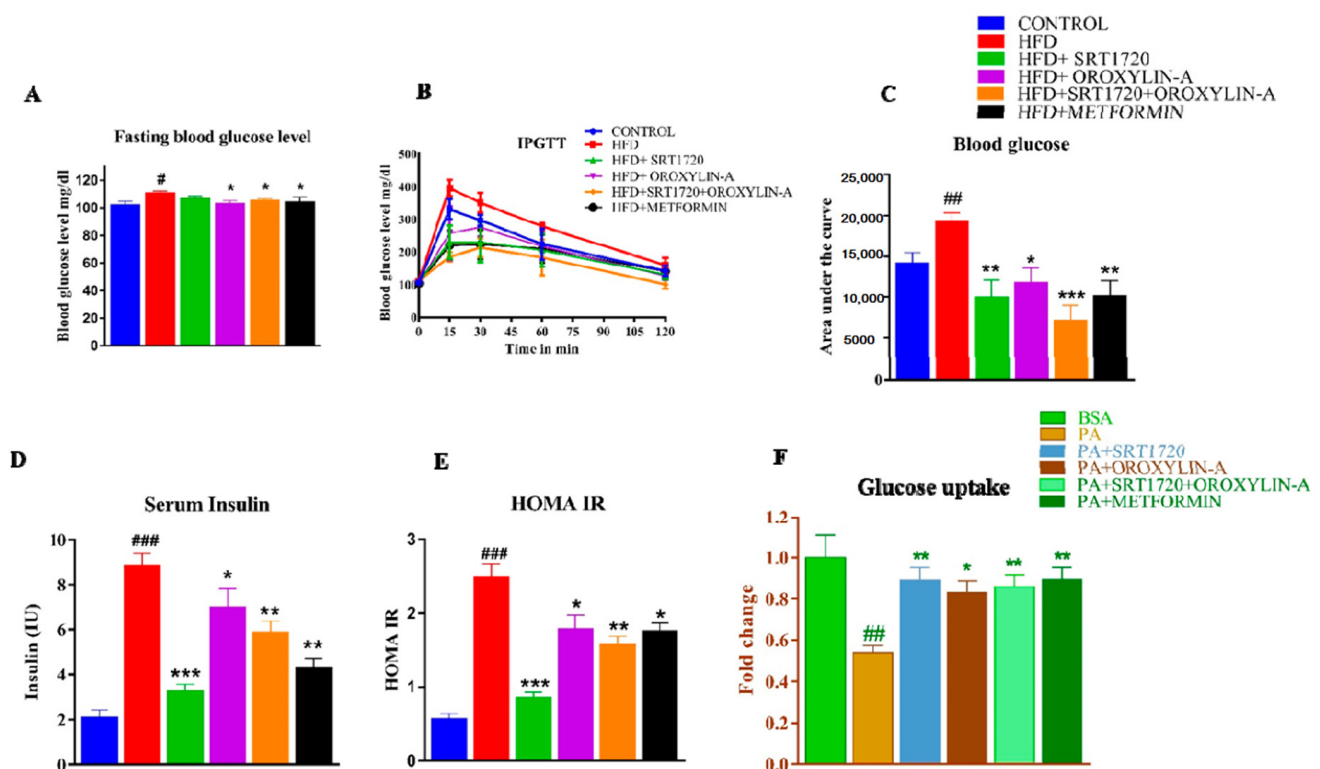 CONTROL
HFD
HFD+ SRT1720
HFD+ OROXYLIN-A
HFD+SRT1720+OROXYLIN-A
HFD+METFORMIN
A
Fasting blood glucose level
Blood glucose level mg/dl
120
100
80
60
40
20
0
#
*
*
*
B
IPGTT
CONTROL
HFD
HFD+ SRT1720
HFD+ OROXYLIN-A
HFD+SRT1720+OROXYLIN-A
HFD+METFORMIN
Blood glucose level mg/dl
500
400
300
200
100
0
0 15 30 45 60 75 90 105 120
Time in min
C
Blood glucose
Area under the curve
25,000
20,000
15,000
10,000
5000
0
##
**
*
***
**
D
Serum Insulin
Insulin (IU)
10
8
6
4
2
0
###
***
*
**
**
E
HOMA IR
HOMA IR
3
2
1
0
###
***
*
**
*
BSA
PA
PA+SRT1720
PA+OROXYLIN-A
PA+SRT1720+OROXYLIN-A
PA+METFORMIN
F
Glucose uptake
Fold change
1.2
1.0
0.8
0.6
0.4
0.2
0.0
##
**
*
**
**